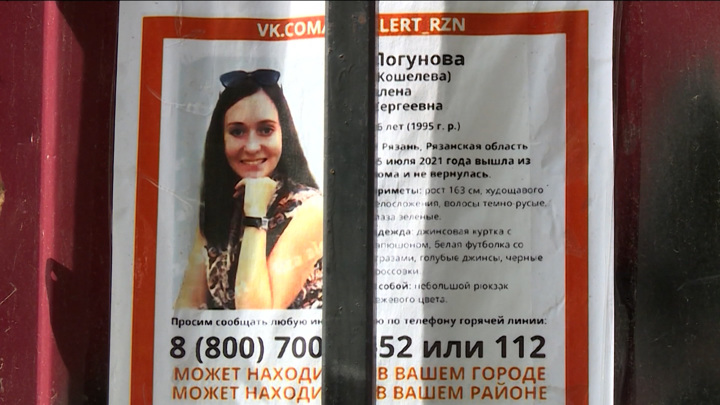 VK.COM/ LERT_RZN
Логунова
(Кошелева)
лена
ергеевна
6 лет (1995 г. р.)
Рязань, Рязанская область
5 июля 2021 года вышла из
ома и не вернулась.
риметы: рост 163 см, худощавого
елосложения, волосы темно-русые,
лаза зеленые.
дежда: джинсовая куртка с
апюшоном, белая футболка со
тразами, голубые джинсы, черные
россовки.
собой: небольшой рюкзак
ежевого цвета.
Просим сообщать любую ин ю по телефону горячей линии:
8 (800) 700 52 или 112
МОЖЕТ НАХОДИ В ВАШЕМ ГОРОДЕ
МОЖЕТ НАХОДИ В ВАШЕМ РАЙОНЕ